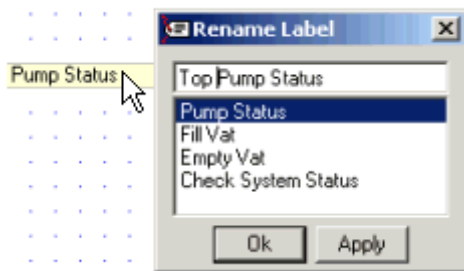 Rename Label
Pump Status
Top Pump Status
Pump Status
Fill Vat
Empty Vat
Check System Status
Ok
Apply